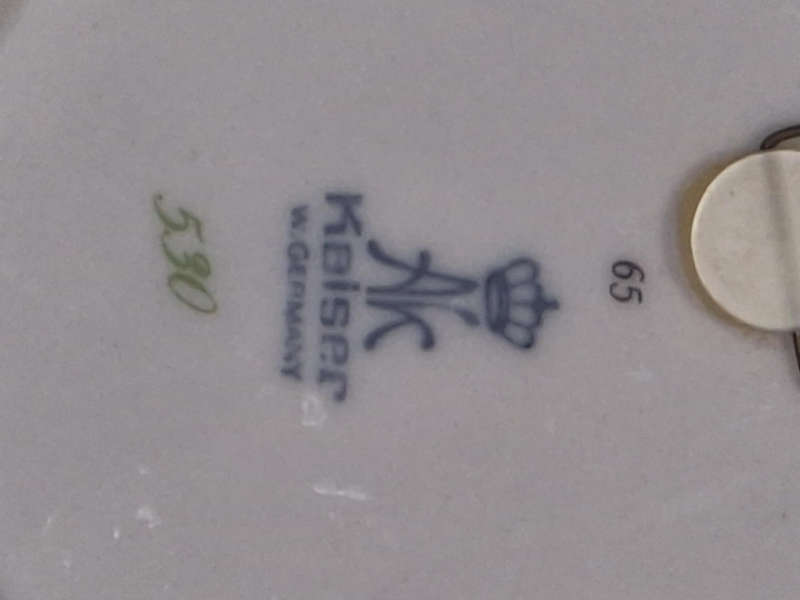 65
AK
Kaiser
W. GERMANY
530